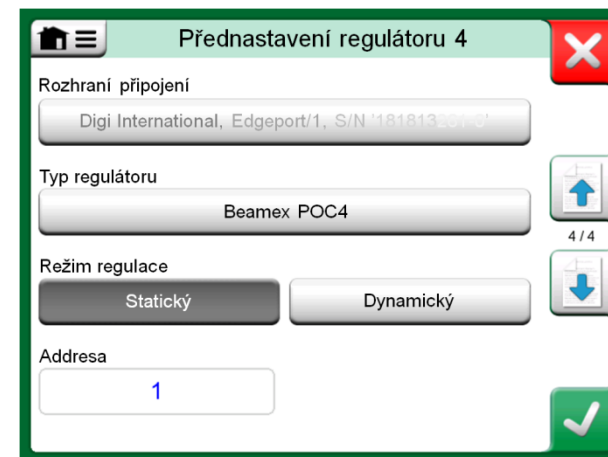 Přednastavení regulátoru 4
Rozhraní připojení
Digi International, Edgeport/1, S/N '181813
Typ regulátoru
Beamex POC4
4 / 4
Režim regulace
Statický
Dynamický
Addresa
1